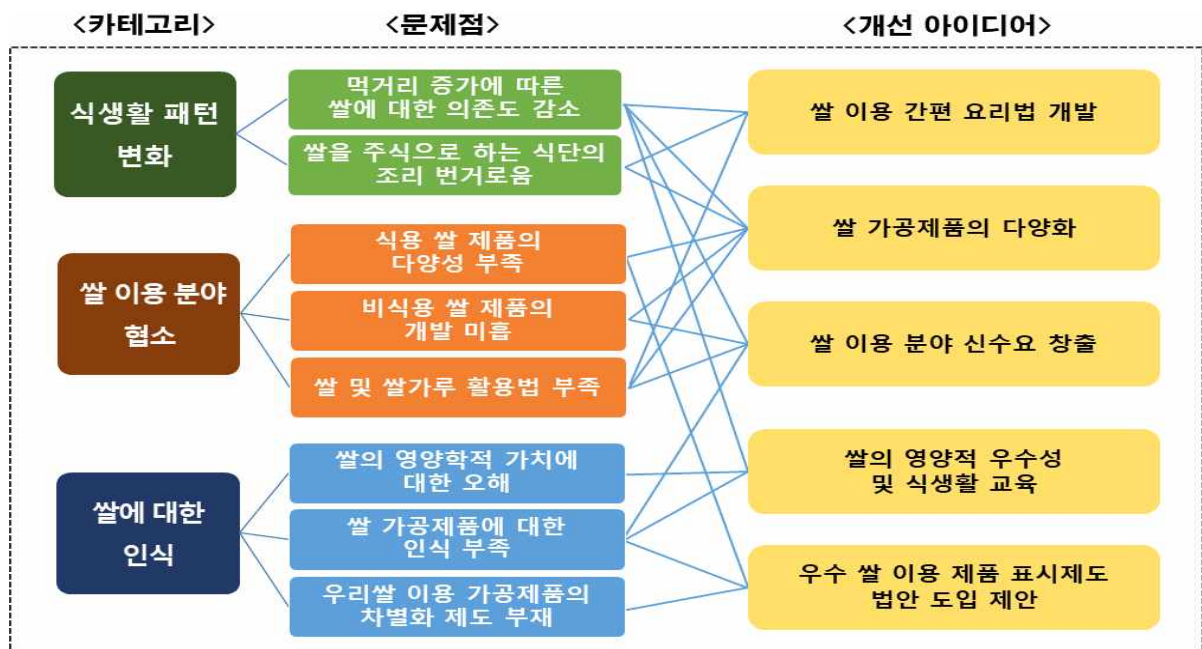 <카테고리>
<문제점>
<개선 아이디어>
식생활 패턴
변화
먹거리 증가에 따른
쌀에 대한 의존도 감소
쌀을 주식으로 하는 식단의
조리 번거로움
쌀 이용 분야
협소
식용 쌀 제품의
다양성 부족
비식용 쌀 제품의
개발 미흡
쌀 및 쌀가루 활용법 부족
쌀에 대한
인식
쌀의 영양학적 가치에
대한 오해
쌀 가공제품에 대한
인식 부족
우리쌀 이용 가공제품의
차별화 제도 부재
쌀 이용 간편 요리법 개발
쌀 가공제품의 다양화
쌀 이용 분야 신수요 창출
쌀의 영양적 우수성
및 식생활 교육
우수 쌀 이용 제품 표시제도
법안 도입 제안